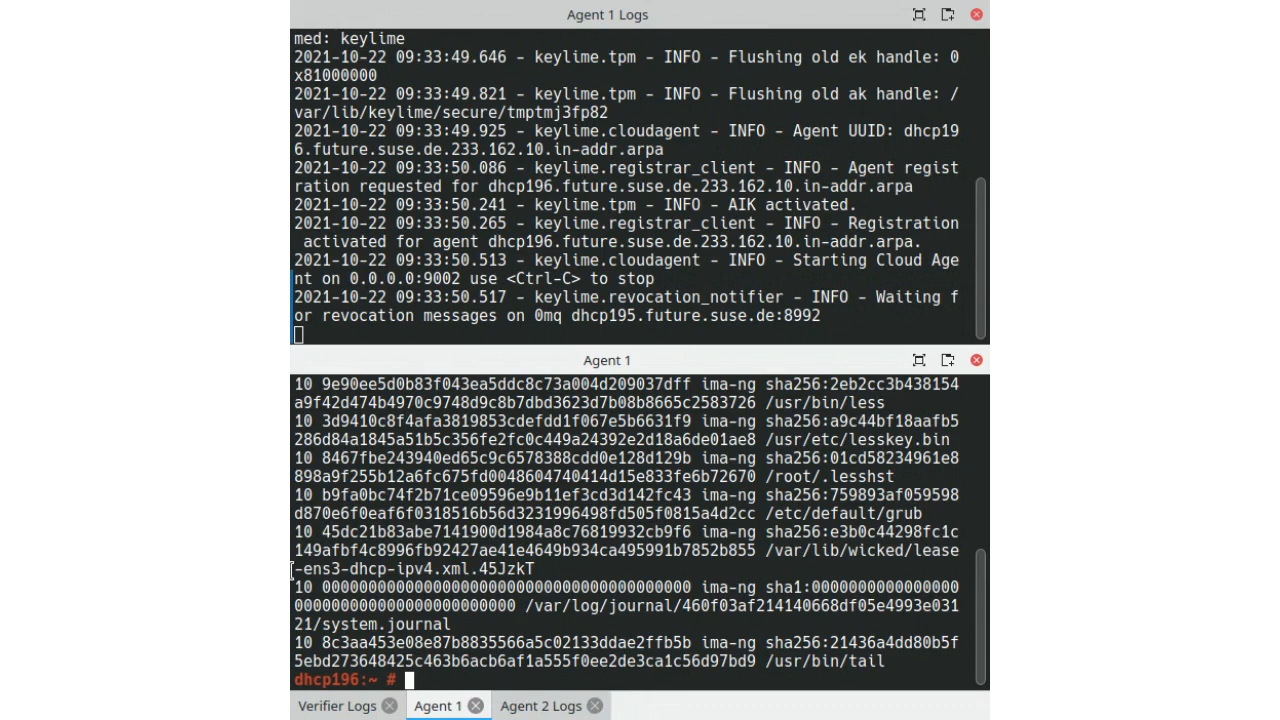 Agent 1 Logs
med: keylime
2021-10-22 09:33:49.646 - keylime.tpm - INFO - Flushing old ek handle: 0
x81000000
2021-10-22 09:33:49.821 - keylime.tpm - INFO - Flushing old ak handle: /
var/lib/keylime/secure/tmptmj3fp82
2021-10-22 09:33:49.925 - keylime.cloudagent - INFO - Agent UUID: dhcp19
6.future.suse.de.233.162.10.in-addr.arpa
2021-10-22 09:33:50.086 - keylime.registrar_client - INFO - Agent regist
ration requested for dhcp196.future.suse.de.233.162.10.in-addr.arpa
2021-10-22 09:33:50.241 - keylime.tpm - INFO - AIK activated.
2021-10-22 09:33:50.265 - keylime.registrar_client - INFO - Registration
 activated for agent dhcp196.future.suse.de.233.162.10.in-addr.arpa.
2021-10-22 09:33:50.513 - keylime.cloudagent - INFO - Starting Cloud Age
nt on 0.0.0.0:9002 use <Ctrl-C> to stop
2021-10-22 09:33:50.517 - keylime.revocation_notifier - INFO - Waiting f
or revocation messages on 0mq dhcp195.future.suse.de:8992
Agent 1
10 9e90ee5d0b83f043ea5ddc8c73a004d209037dff ima-ng sha256:2eb2cc3b438154
a9f42d474b4970c9748d9c8b7dbd3623d7b08b8665c2583726 /usr/bin/less
10 3d9410c8f4afa3819853cdefdd1f067e5b6631f9 ima-ng sha256:a9c44bf18aafb5
286d84a1845a51b5c356fe2fc0c449a24392e2d18a6de01ae8 /usr/etc/lesskey.bin
10 8467fbe243940ed65c9c6578388cdd0e128d129b ima-ng sha256:01cd58234961e8
898a9f255b12a6fc675fd0048604740414d15e833fe6b72670 /root/.lesshst
10 b9fa0bc74f2b71ce09596e9b11ef3cd3d142fc43 ima-ng sha256:759893af059598
d870e6f0eaf6f0318516b56d3231996498fd505f0815a4d2cc /etc/default/grub
10 45dc21b83abe7141900d1984a8c76819932cb9f6 ima-ng sha256:e3b0c44298fc1c
149afbf4c8996fb92427ae41e4649b934ca495991b7852b855 /var/lib/wicked/lease
-ens3-dhcp-ipv4.xml.45JzkT
10 0000000000000000000000000000000000000000 ima-ng sha1:0000000000000000
000000000000000000000000 /var/log/journal/460f03af214140668df05e4993e031
21/system.journal
10 8c3aa453e08e87b8835566a5c02133ddae2ffb5b ima-ng sha256:21436a4dd80b5f
5ebd273648425c463b6acb6af1a555f0ee2de3ca1c56d97bd9 /usr/bin/tail
dhcp196:~ #
Verifier Logs Agent 1 Agent 2 Logs